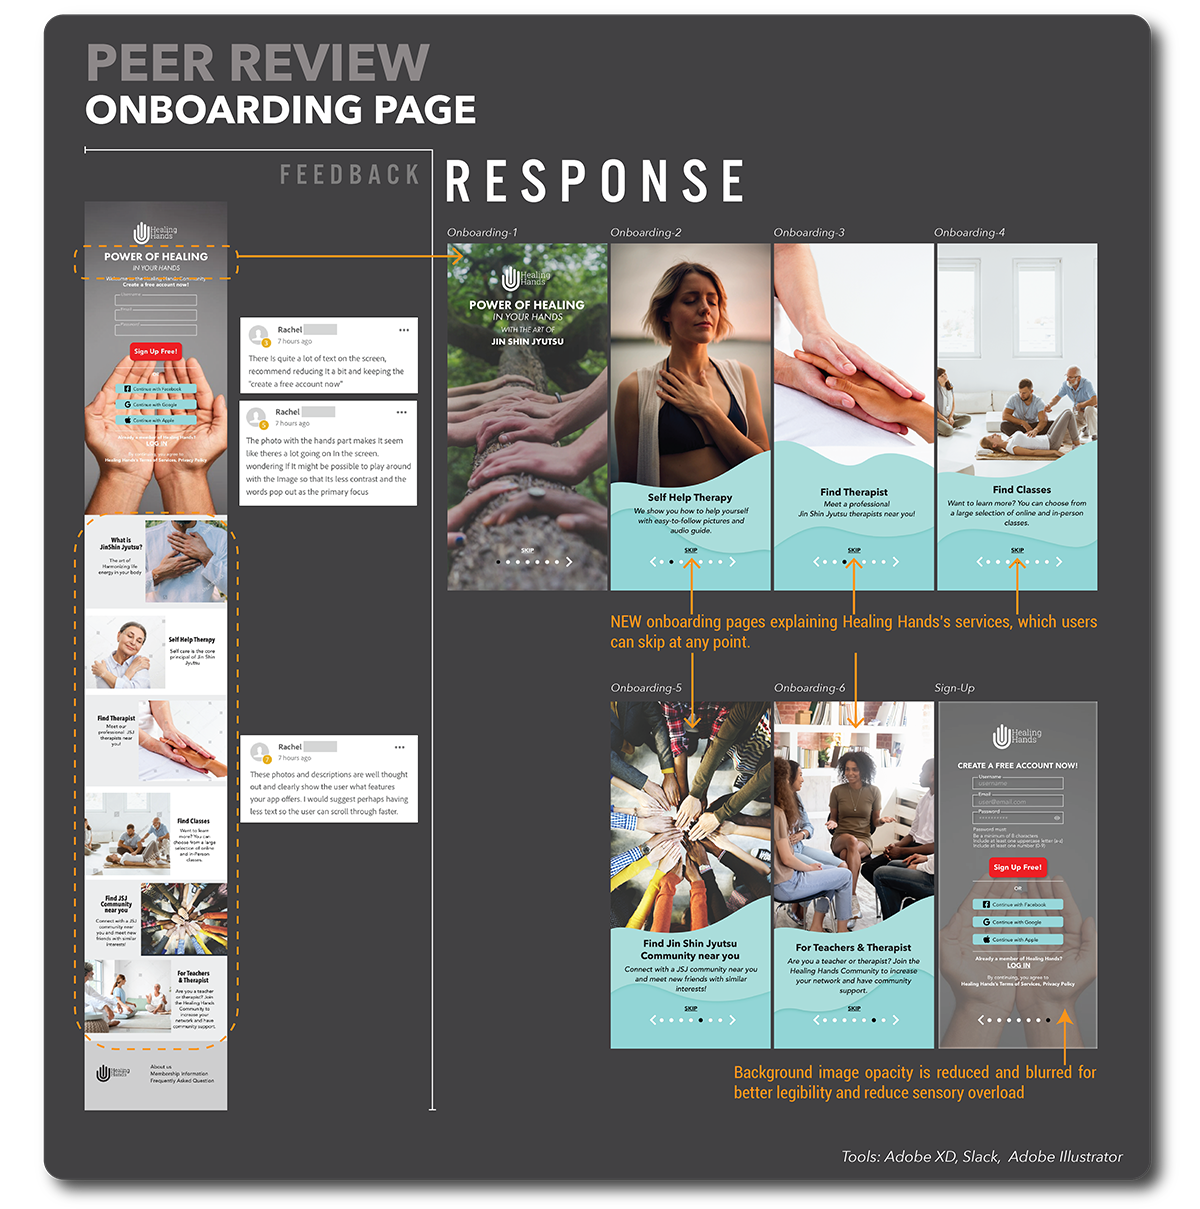 PEER REVIEW
ONBOARDING PAGE
FEEDBACK
RESPONSE
Healing
Hands
POWER OF HEALING
IN YOUR HANDS
Welcome to the Healing Hands Community
Create a free account now!
Username
Email
Password
Sign Up Free!
Continue with Facebook
Continue with Google
Continue with Apple
Already a member of Healing Hands?
LOG IN
By continuing, you agree to
Healing Hands's Terms of Services, Privacy Policy
What is
JinShin Jyutsu?
The art of
Harmonizing life
energy in your body
Self Help Therapy
Self care is the core
principal of Jin Shin
Jyutsu
Find Therapist
Meet our
professional JSJ
therapists near
you!
Find Classes
Want to learn
more? You can
choose from a large
selection of online
and in-Person
classes.
Find JSJ
Community
near you
Connect with a JSJ
community near
you and meet new
friends with similar
interests!
For Teachers
& Therapist
Are you a teacher
or therapist? Join
the Healing Hands
Community to
increase your
network and have
community support.
Healing
Hands
About us
Membership Information
Frequently Asked Question
Rachel
3
7 hours ago
There Is quite a lot of text on the screen,
recommend reducing It a bit and keeping the
"create a free account now"
Rachel
5
7 hours ago
The photo with the hands part makes It seem
like theres a lot going on In the screen.
wondering If It might be possible to play around
with the Image so that Its less contrast and the
words pop out as the primary focus
Rachel
7
7 hours ago
These photos and descriptions are well thought
out and clearly show the user what features
your app offers. I would suggest perhaps having
less text so the user can scroll through faster.
Onboarding-1
Healing
Hands
POWER OF HEALING
IN YOUR HANDS
WITH THE ART OF
JIN SHIN JYUTSU
SKIP
Onboarding-2
Self Help Therapy
We show you how to help yourself
with easy-to-follow pictures and
audio guide.
SKIP
Onboarding-3
Find Therapist
Meet a professional
Jin Shin Jyutsu therapists near you!
SKIP
Onboarding-4
Find Classes
Want to learn more? You can choose from
a large selection of online and in-person
classes.
SKIP
NEW onboarding pages explaining Healing Hands's services, which users
can skip at any point.
Onboarding-5
Find Jin Shin Jyutsu
Community near you
Connect with a JSJ community near you
and meet new friends with similar
interests!
SKIP
Onboarding-6
For Teachers & Therapist
Are you a teacher or therapist? Join the
Healing Hands Community to increase
your network and have community
support.
SKIP
Sign-Up
Healing
Hands
CREATE A FREE ACCOUNT NOW!
Username
username
Email
user@email.com
Password
**********
Password must:
Be a minimum of 8 characters
Include at least one uppercase letter (a-z)
Include at least one number (0-9)
Sign Up Free!
OR
Continue with Facebook
Continue with Google
Continue with Apple
Already a member of Healing Hands?
LOG IN
By continuing, you agree to
Healing Hands's Terms of Services, Privacy Policy
Background image opacity is reduced and blurred for
better legibility and reduce sensory overload
Tools: Adobe XD, Slack, Adobe Illustrator